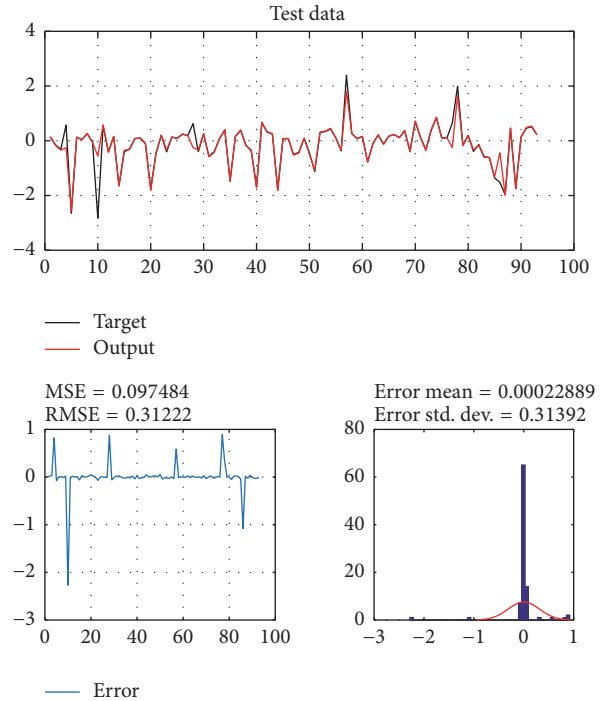 Test data
4
2
0
−2
−4
0 10 20 30 40 50 60 70 80 90 100
Target
Output
MSE = 0.097484
RMSE = 0.31222
1
0
−1
−2
−3
0 20 40 60 80 100
Error
Error mean = 0.00022889
Error std. dev. = 0.31392
80
60
40
20
0
−3 −2 −1 0 1